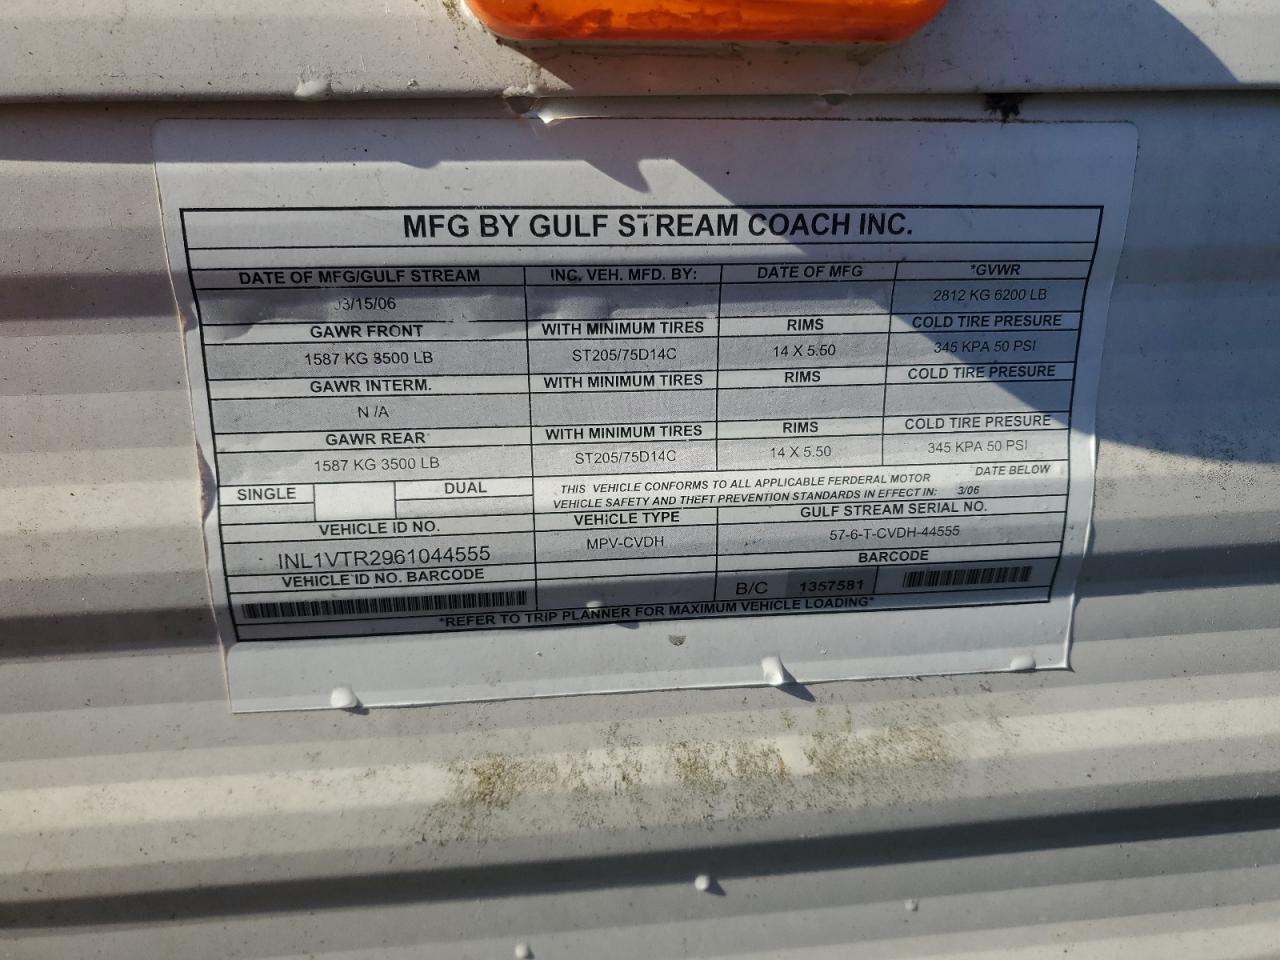 MFG BY GULF STREAM COACH INC.
DATE OF MFG/GULF STREAM INC. VEH. MFD. BY: DATE OF MFG *GVWR
03/15/06 2812 KG 6200 LB
GAWR FRONT WITH MINIMUM TIRES RIMS COLD TIRE PRESURE
1587 KG 3500 LB ST205/75D14C 14 X 5.50 345 KPA 50 PSI
GAWR INTERM. WITH MINIMUM TIRES RIMS COLD TIRE PRESURE
N /A
GAWR REAR WITH MINIMUM TIRES RIMS COLD TIRE PRESURE
1587 KG 3500 LB ST205/75D14C 14 X 5.50 345 KPA 50 PSI
SINGLE DUAL
THIS VEHICLE CONFORMS TO ALL APPLICABLE FERDERAL MOTOR DATE BELOW
VEHICLE SAFETY AND THEFT PREVENTION STANDARDS IN EFFECT IN: 3/06
VEHICLE ID NO. VEHICLE TYPE GULF STREAM SERIAL NO.
INL1VTR2961044555 MPV-CVDH 57-6-T-CVDH-44555
VEHICLE ID NO. BARCODE BARCODE
B/C 1357581
*REFER TO TRIP PLANNER FOR MAXIMUM VEHICLE LOADING*